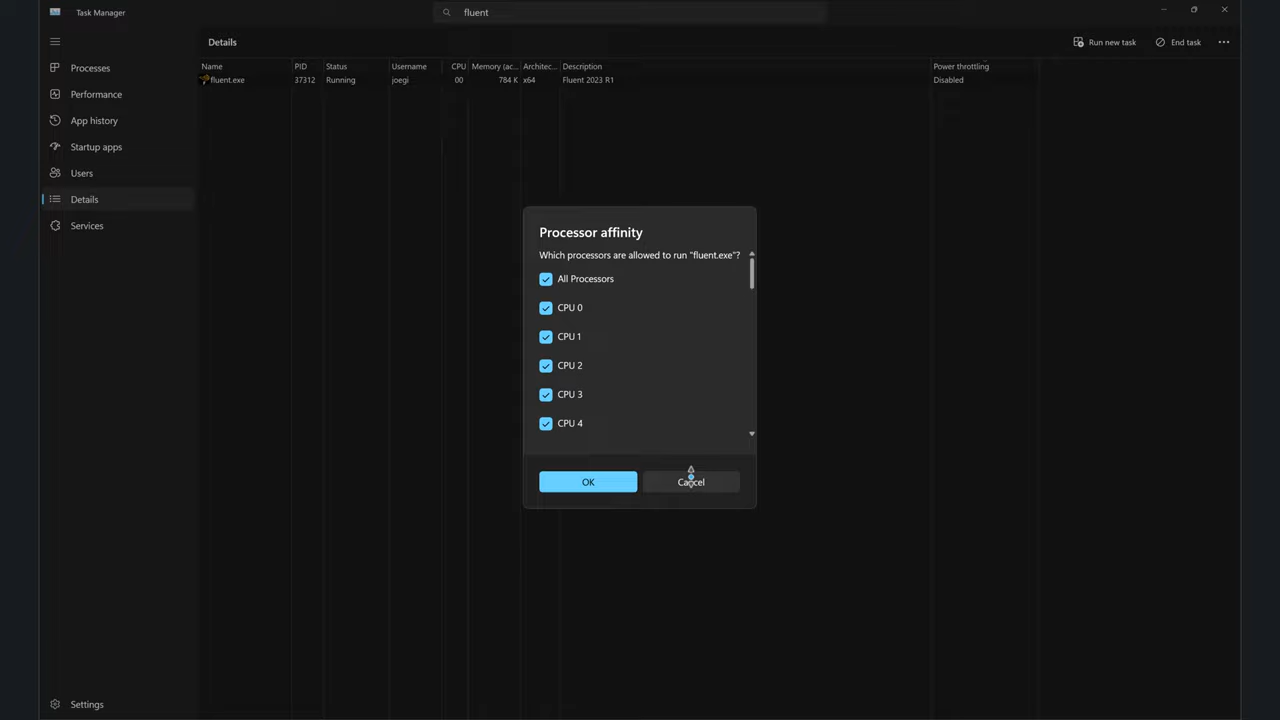 Task Manager
fluent
Details
Run new task
End task
Processes
Performance
App history
Startup apps
Users
Details
Services
Settings
Name PID Status Username CPU Memory (ac... Architec... Description Power throttling
fluent.exe 37312 Running joegi 00 784 K x64 Fluent 2023 R1 Disabled
Processor affinity
Which processors are allowed to run "fluent.exe"?
All Processors
CPU 0
CPU 1
CPU 2
CPU 3
CPU 4
OK
Cancel